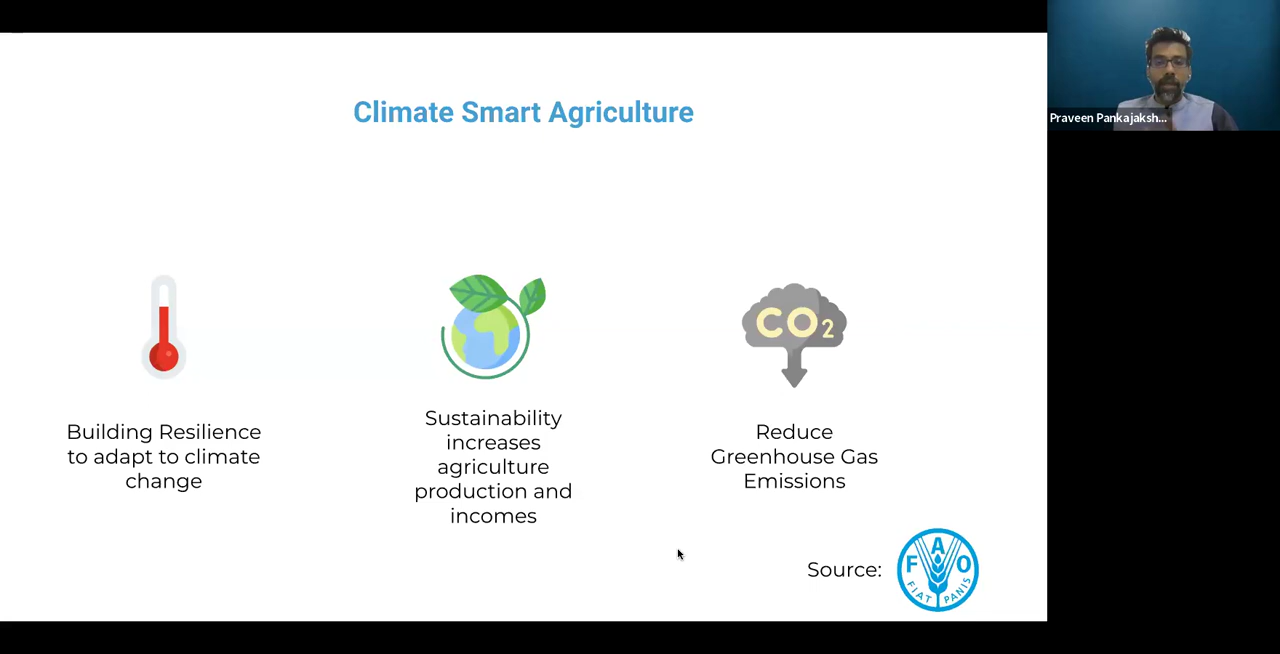 Climate Smart Agriculture
Praveen Pankajaksh...
CO2
Building Resilience
to adapt to climate
change
Sustainability
increases
agriculture
production and
incomes
Reduce
Greenhouse Gas
Emissions
Source:
F A O
FIAT PANIS